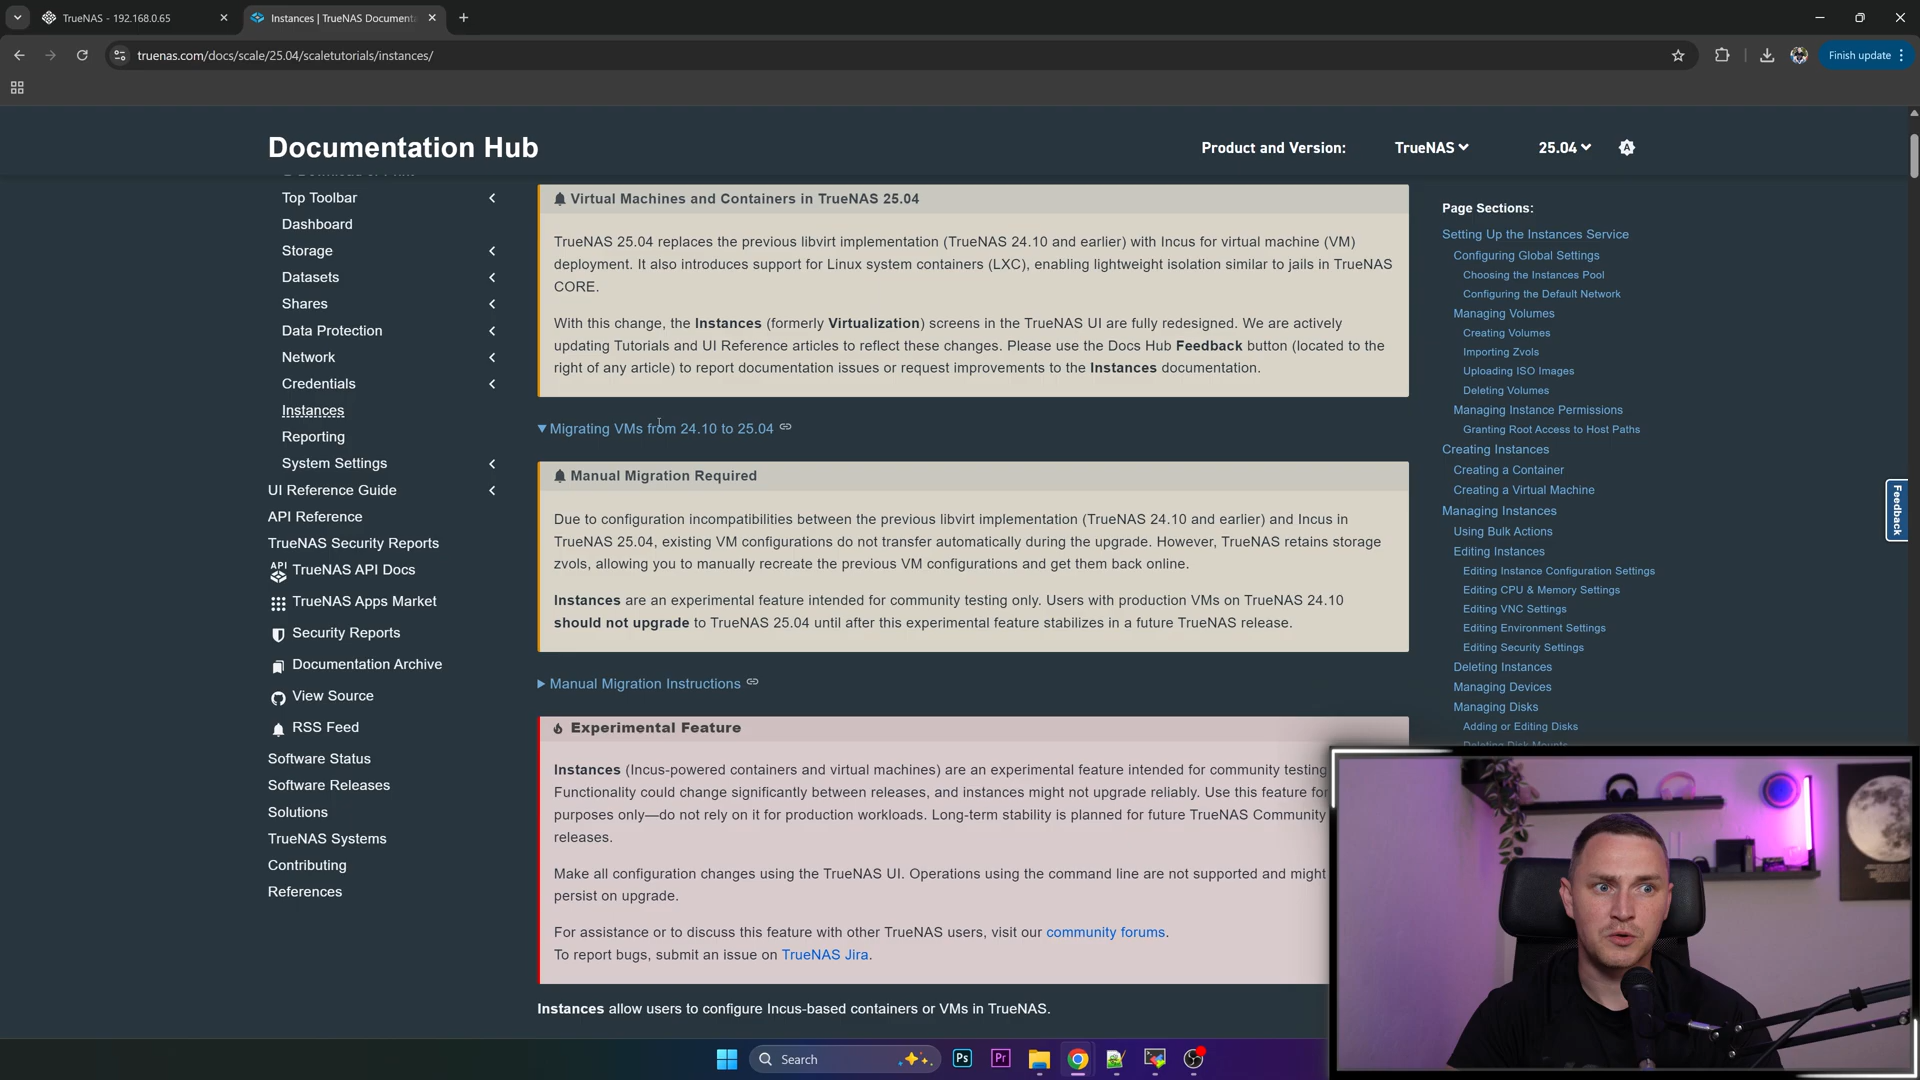 TrueNAS - 192.168.0.65
Instances | TrueNAS Documenta
truenas.com/docs/scale/25.04/scaletutorials/instances/
Finish update
Documentation Hub
Product and Version:
TrueNAS
25.04
Top Toolbar
Dashboard
Storage
Datasets
Shares
Data Protection
Network
Credentials
Instances
Reporting
System Settings
UI Reference Guide
API Reference
TrueNAS Security Reports
API
TrueNAS API Docs
TrueNAS Apps Market
Security Reports
Documentation Archive
View Source
RSS Feed
Software Status
Software Releases
Solutions
TrueNAS Systems
Contributing
References
Virtual Machines and Containers in TrueNAS 25.04
TrueNAS 25.04 replaces the previous libvirt implementation (TrueNAS 24.10 and earlier) with Incus for virtual machine (VM)
deployment. It also introduces support for Linux system containers (LXC), enabling lightweight isolation similar to jails in TrueNAS
CORE.
With this change, the Instances (formerly Virtualization) screens in the TrueNAS UI are fully redesigned. We are actively
updating Tutorials and UI Reference articles to reflect these changes. Please use the Docs Hub Feedback button (located to the
right of any article) to report documentation issues or request improvements to the Instances documentation.
Migrating VMs from 24.10 to 25.04
Manual Migration Required
Due to configuration incompatibilities between the previous libvirt implementation (TrueNAS 24.10 and earlier) and Incus in
TrueNAS 25.04, existing VM configurations do not transfer automatically during the upgrade. However, TrueNAS retains storage
zvols, allowing you to manually recreate the previous VM configurations and get them back online.
Instances are an experimental feature intended for community testing only. Users with production VMs on TrueNAS 24.10
should not upgrade to TrueNAS 25.04 until after this experimental feature stabilizes in a future TrueNAS release.
Manual Migration Instructions
Experimental Feature
Instances (Incus-powered containers and virtual machines) are an experimental feature intended for community testing
Functionality could change significantly between releases, and instances might not upgrade reliably. Use this feature for
purposes only—do not rely on it for production workloads. Long-term stability is planned for future TrueNAS Community
releases.
Make all configuration changes using the TrueNAS UI. Operations using the command line are not supported and might
persist on upgrade.
For assistance or to discuss this feature with other TrueNAS users, visit our community forums.
To report bugs, submit an issue on TrueNAS Jira.
Instances allow users to configure Incus-based containers or VMs in TrueNAS.
Page Sections:
Setting Up the Instances Service
Configuring Global Settings
Choosing the Instances Pool
Configuring the Default Network
Managing Volumes
Creating Volumes
Importing Zvols
Uploading ISO Images
Deleting Volumes
Managing Instance Permissions
Granting Root Access to Host Paths
Creating Instances
Creating a Container
Creating a Virtual Machine
Managing Instances
Using Bulk Actions
Editing Instances
Editing Instance Configuration Settings
Editing CPU & Memory Settings
Editing VNC Settings
Editing Environment Settings
Editing Security Settings
Deleting Instances
Managing Devices
Managing Disks
Adding or Editing Disks
Deleting Disk Mounts
Feedback
Search
Ps
Pr